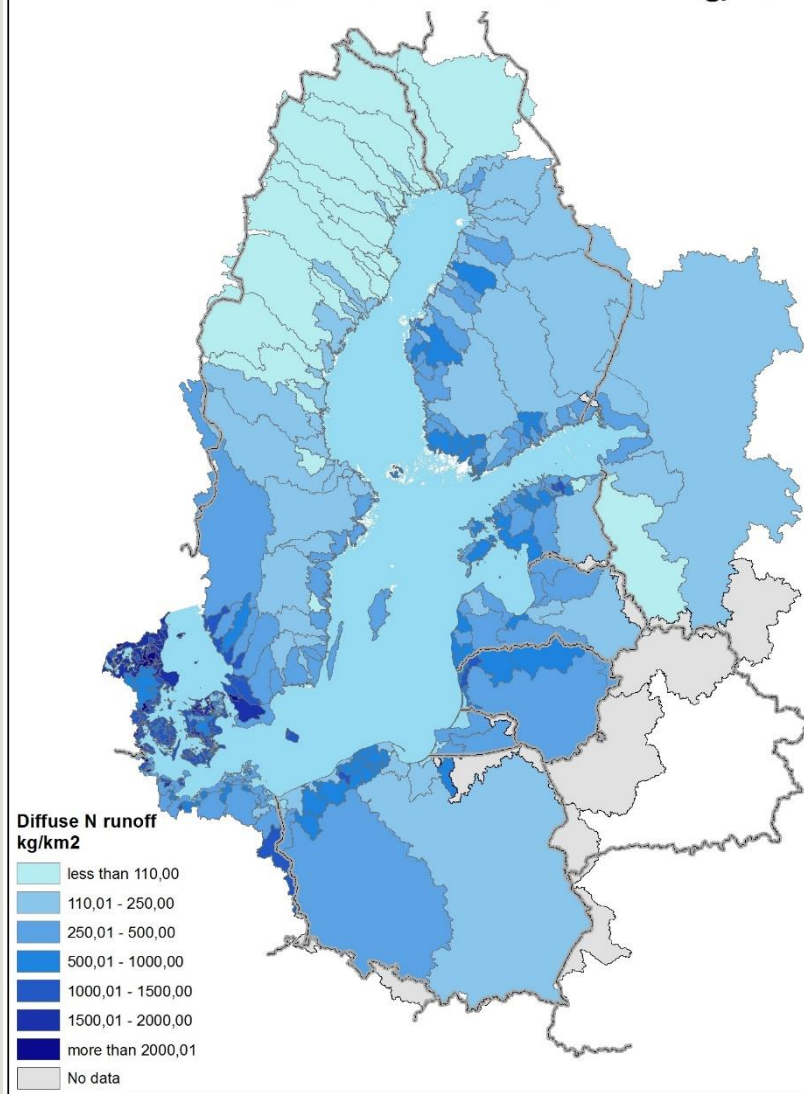 Diffuse N runoff
kg/km2
less than 110,00
110,01 - 250,00
250,01 - 500,00
500,01 - 1000,00
1000,01 - 1500,00
1500,01 - 2000,00
more than 2000,01
No data